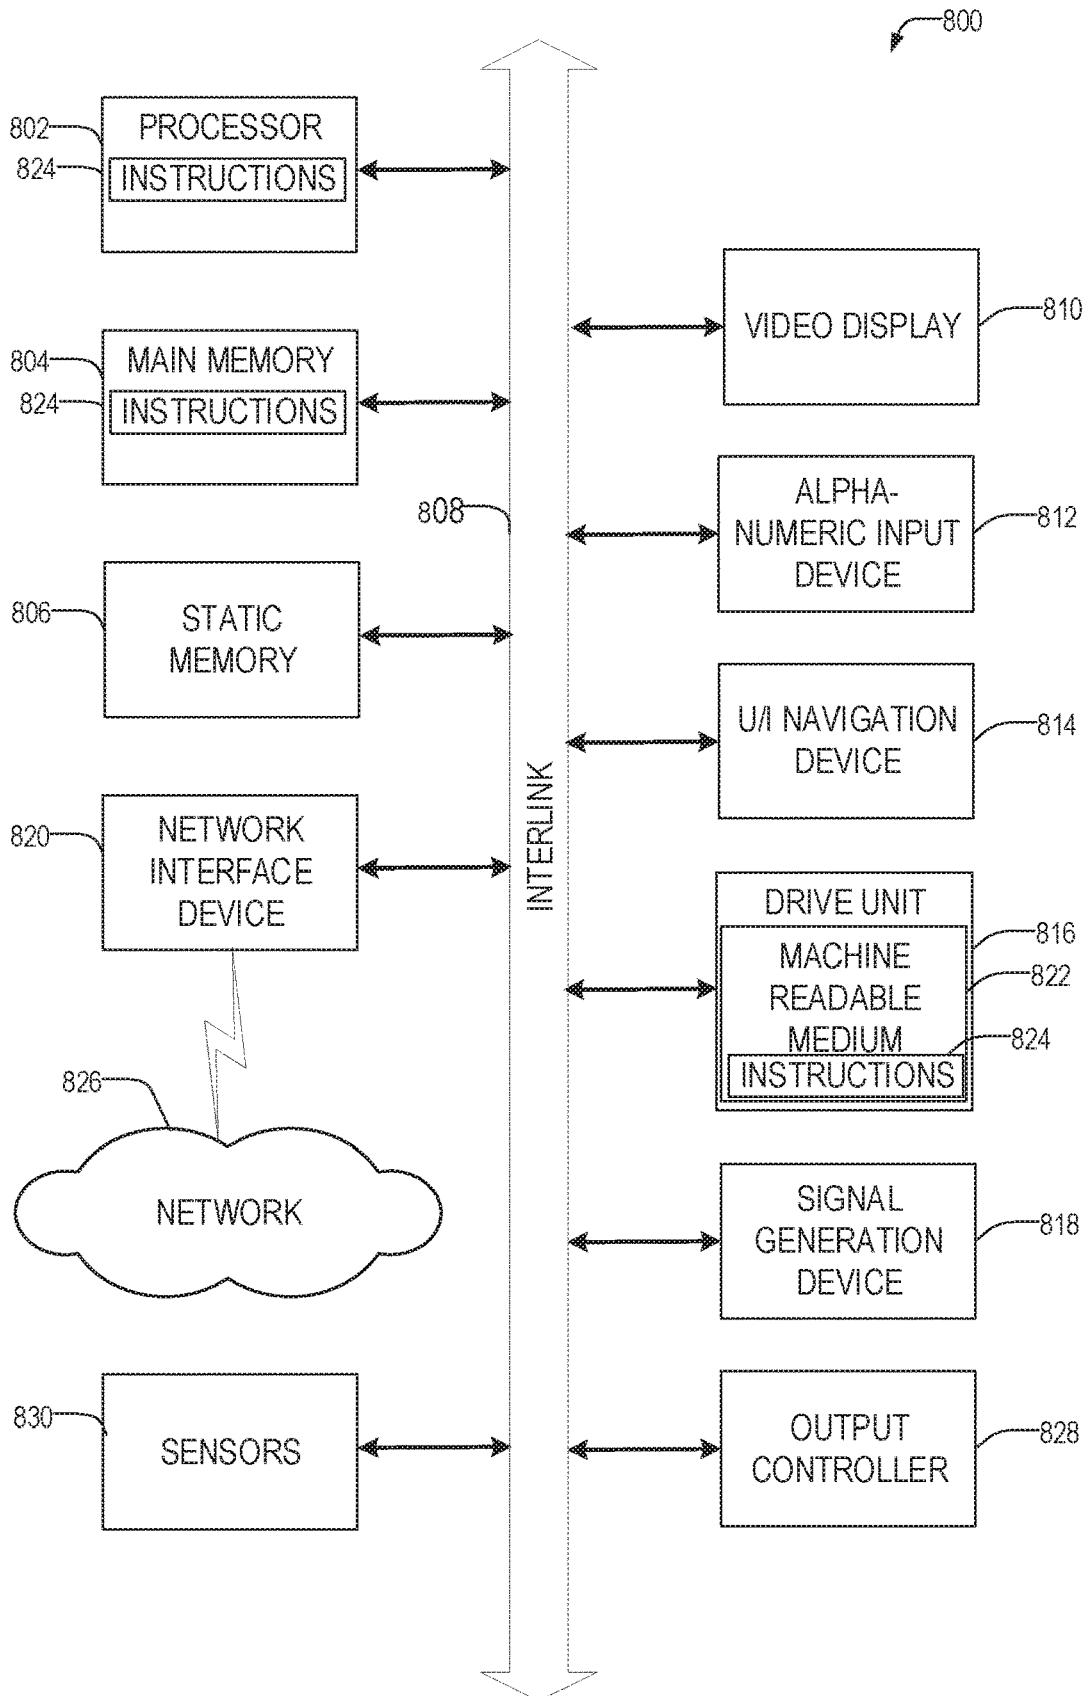 800
802
PROCESSOR
824
INSTRUCTIONS
804
MAIN MEMORY
824
INSTRUCTIONS
808
806
STATIC
MEMORY
820
NETWORK
INTERFACE
DEVICE
826
NETWORK
830
SENSORS
INTERLINK
VIDEO DISPLAY
810
ALPHA-
NUMERIC INPUT
DEVICE
812
U/I NAVIGATION
DEVICE
814
DRIVE UNIT
816
MACHINE
READABLE
MEDIUM
822
824
INSTRUCTIONS
SIGNAL
GENERATION
DEVICE
818
OUTPUT
CONTROLLER
828